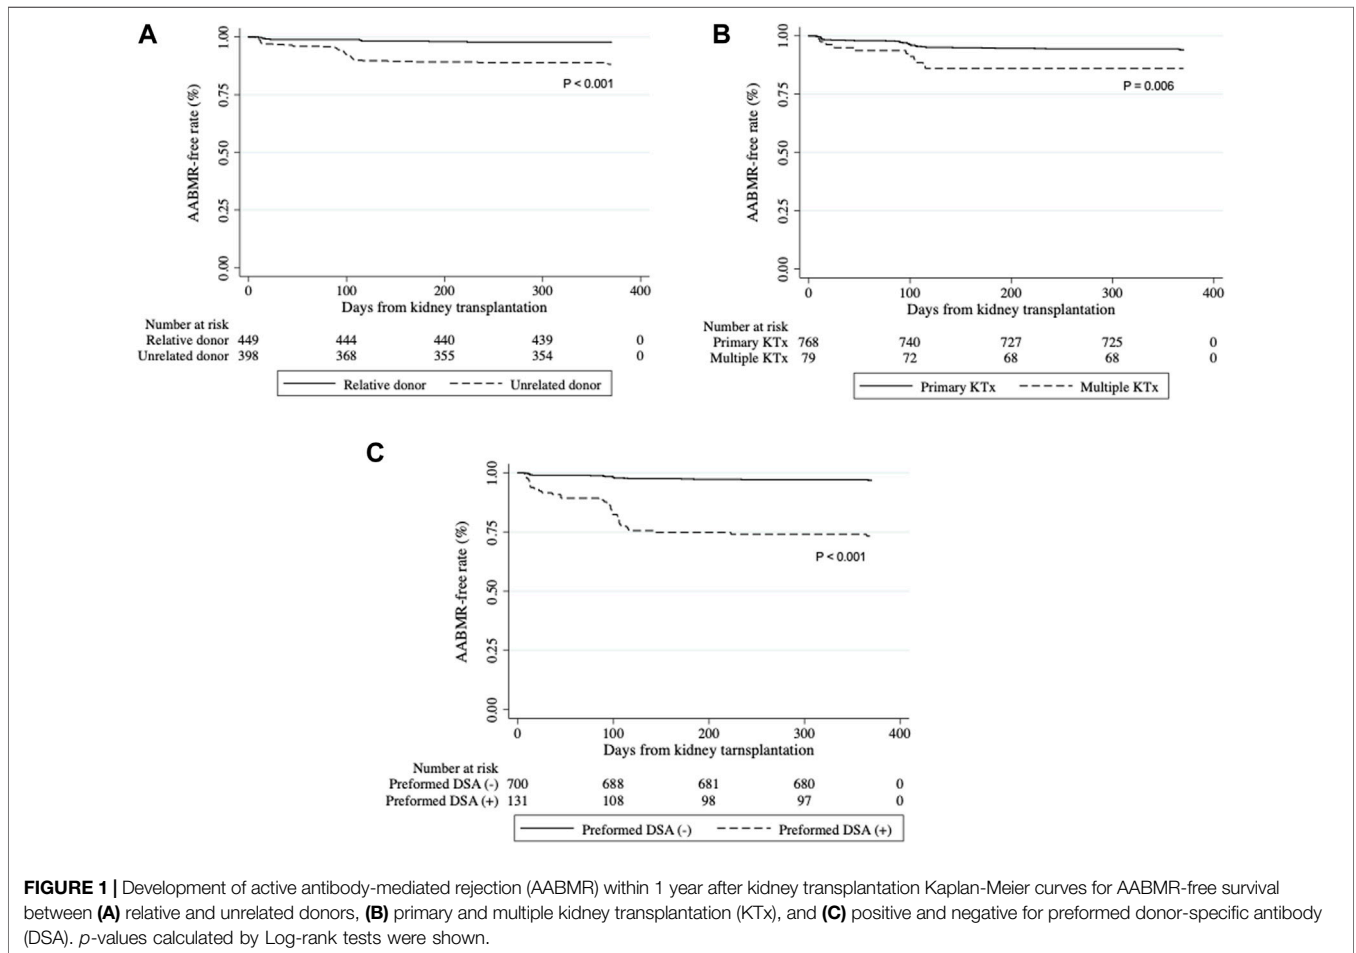 A
AABMR-free rate (%)
1.00
0.75
0.50
0.25
0.00
P < 0.001
0 100 200 300 400
Days from kidney transplantation
Number at risk
Relative donor 449 444 440 439 0
Unrelated donor 398 368 355 354 0
Relative donor Unrelated donor
B
AABMR-free rate (%)
1.00
0.75
0.50
0.25
0.00
P = 0.006
0 100 200 300 400
Days from kidney transplantation
Number at risk
Primary KTx 768 740 727 725 0
Multiple KTx 79 72 68 68 0
Primary KTx Multiple KTx
C
AABMR-free rate (%)
1.00
0.75
0.50
0.25
0.00
P < 0.001
0 100 200 300 400
Days from kidney tarnsplantation
Number at risk
Preformed DSA (-) 700 688 681 680 0
Preformed DSA (+) 131 108 98 97 0
Preformed DSA (-) Preformed DSA (+)
FIGURE 1 | Development of active antibody-mediated rejection (AABMR) within 1 year after kidney transplantation Kaplan-Meier curves for AABMR-free survival
between (A) relative and unrelated donors, (B) primary and multiple kidney transplantation (KTx), and (C) positive and negative for preformed donor-specific antibody
(DSA). p-values calculated by Log-rank tests were shown.